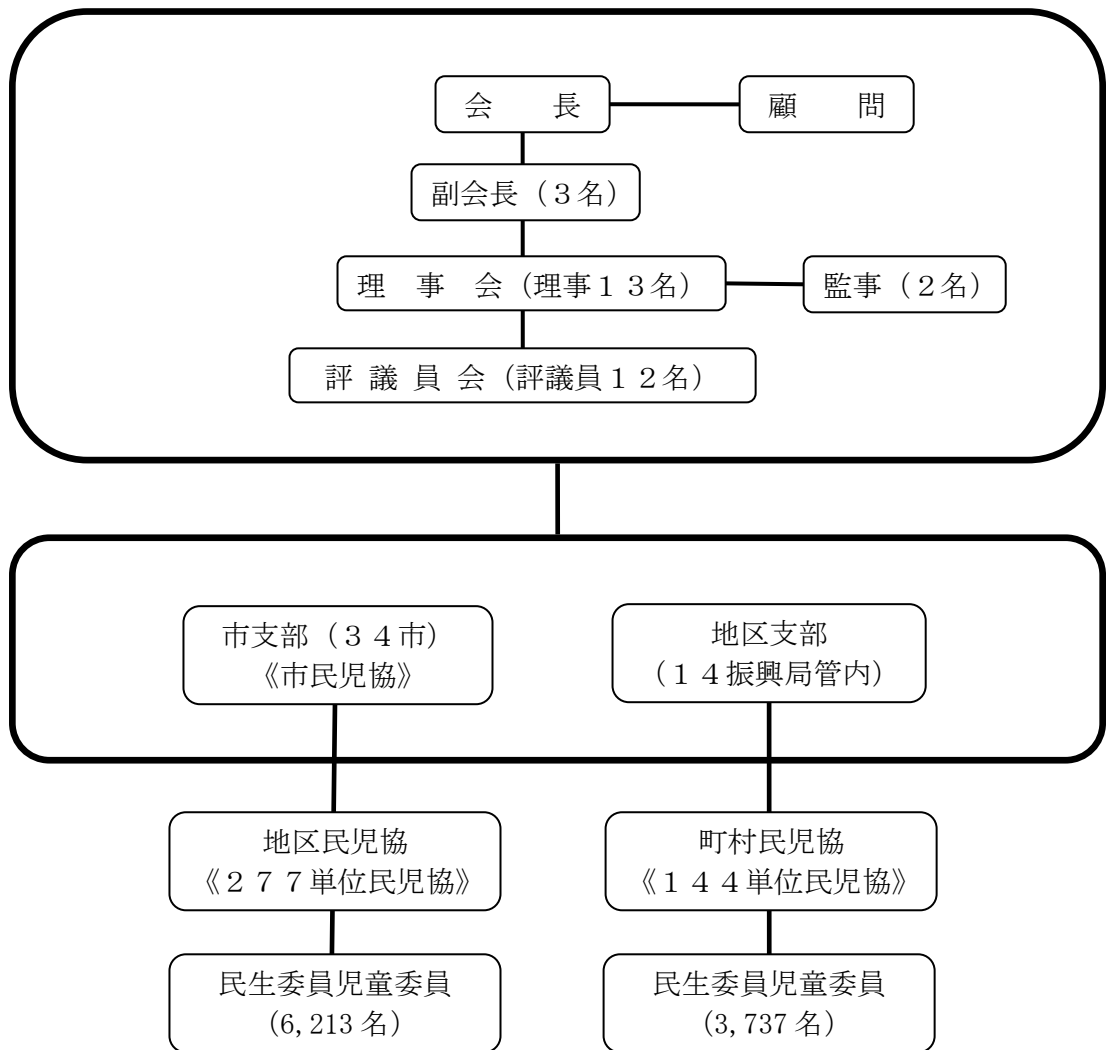 会　　長
顧　　問
副会長（３名）
理　事　会（理事１３名）
監事（２名）
評 議 員 会（評議員１２名）
市支部（３４市）
《市民児協》
地区支部
（１４振興局管内）
地区民児協
《２７７単位民児協》
町村民児協
《１４４単位民児協》
民生委員児童委員
(6,213 名）
民生委員児童委員
(3,737 名）